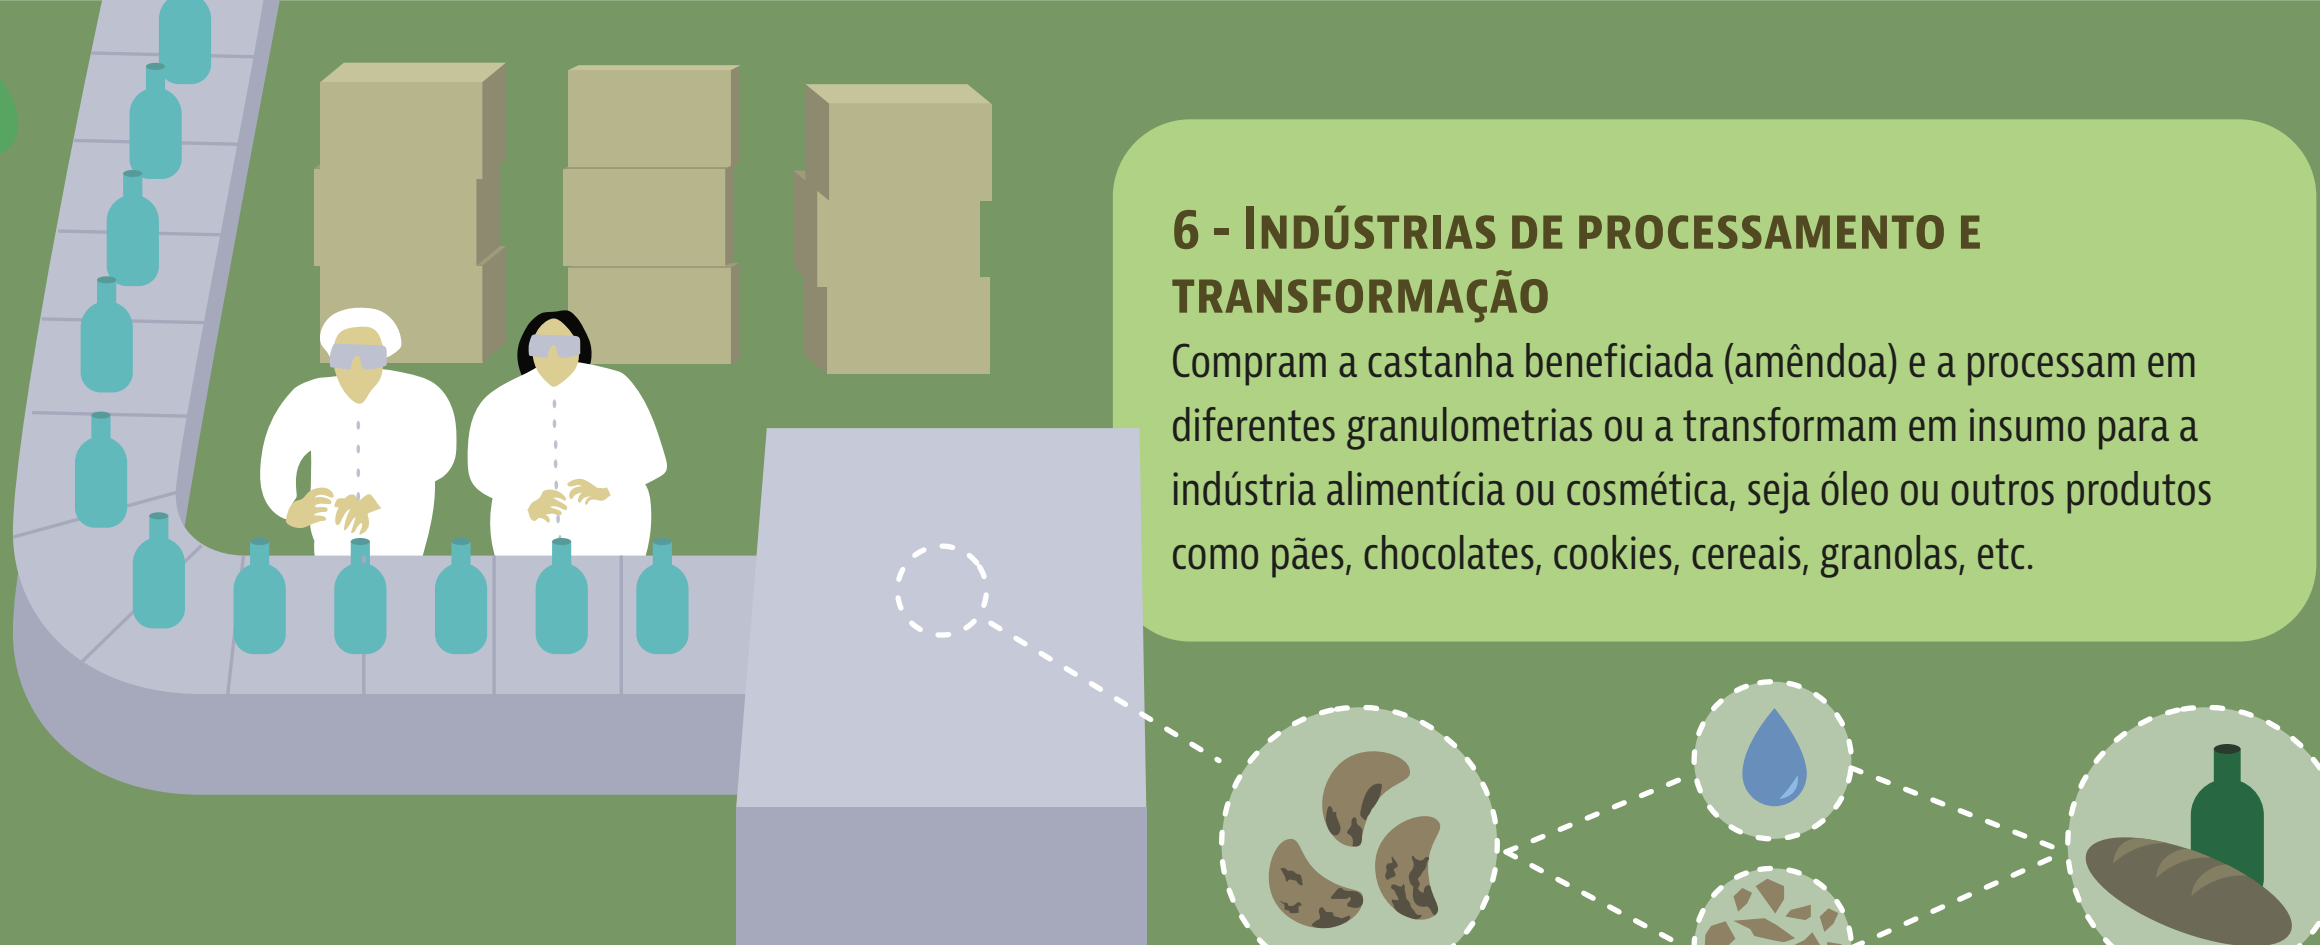 6 - Indústrias de processamento e
transformação
Compram a castanha beneficiada (amêndoa) e a processam em
diferentes granulometrias ou a transformam em insumo para a
indústria alimentícia ou cosmética, seja óleo ou outros produtos
como pães, chocolates, cookies, cereais, granolas, etc.